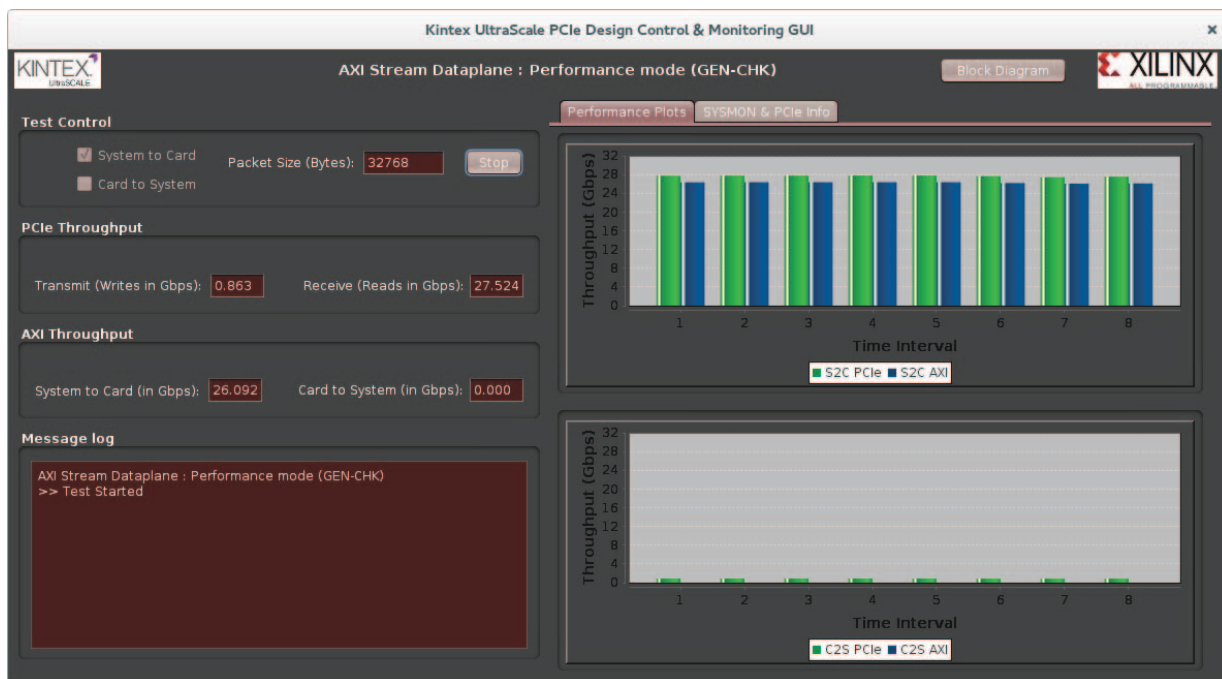 Kintex UltraScale PCIe Design Control & Monitoring GUI
×
KINTEX.
UltraSCALE
AXI Stream Dataplane : Performance mode (GEN-CHK)
Block Diagram
XILINX
ALL PROGRAMMABLE.
Test Control
System to Card
Card to System
Packet Size (Bytes): 32768
Stop
PCIe Throughput
Transmit (Writes in Gbps): 0.863
Receive (Reads in Gbps): 27.524
AXI Throughput
System to Card (in Gbps): 26.092
Card to System (in Gbps): 0.000
Message log
AXI Stream Dataplane : Performance mode (GEN-CHK)
>> Test Started
Performance Plots
SYSMON & PCIe Info
Throughput (Gbps)
32
28
24
20
16
12
8
4
0
1 2 3 4 5 6 7 8
Time Interval
S2C PCIe S2C AXI
Throughput (Gbps)
32
28
24
20
16
12
8
4
0
1 2 3 4 5 6 7 8
Time Interval
C2S PCIe C2S AXI